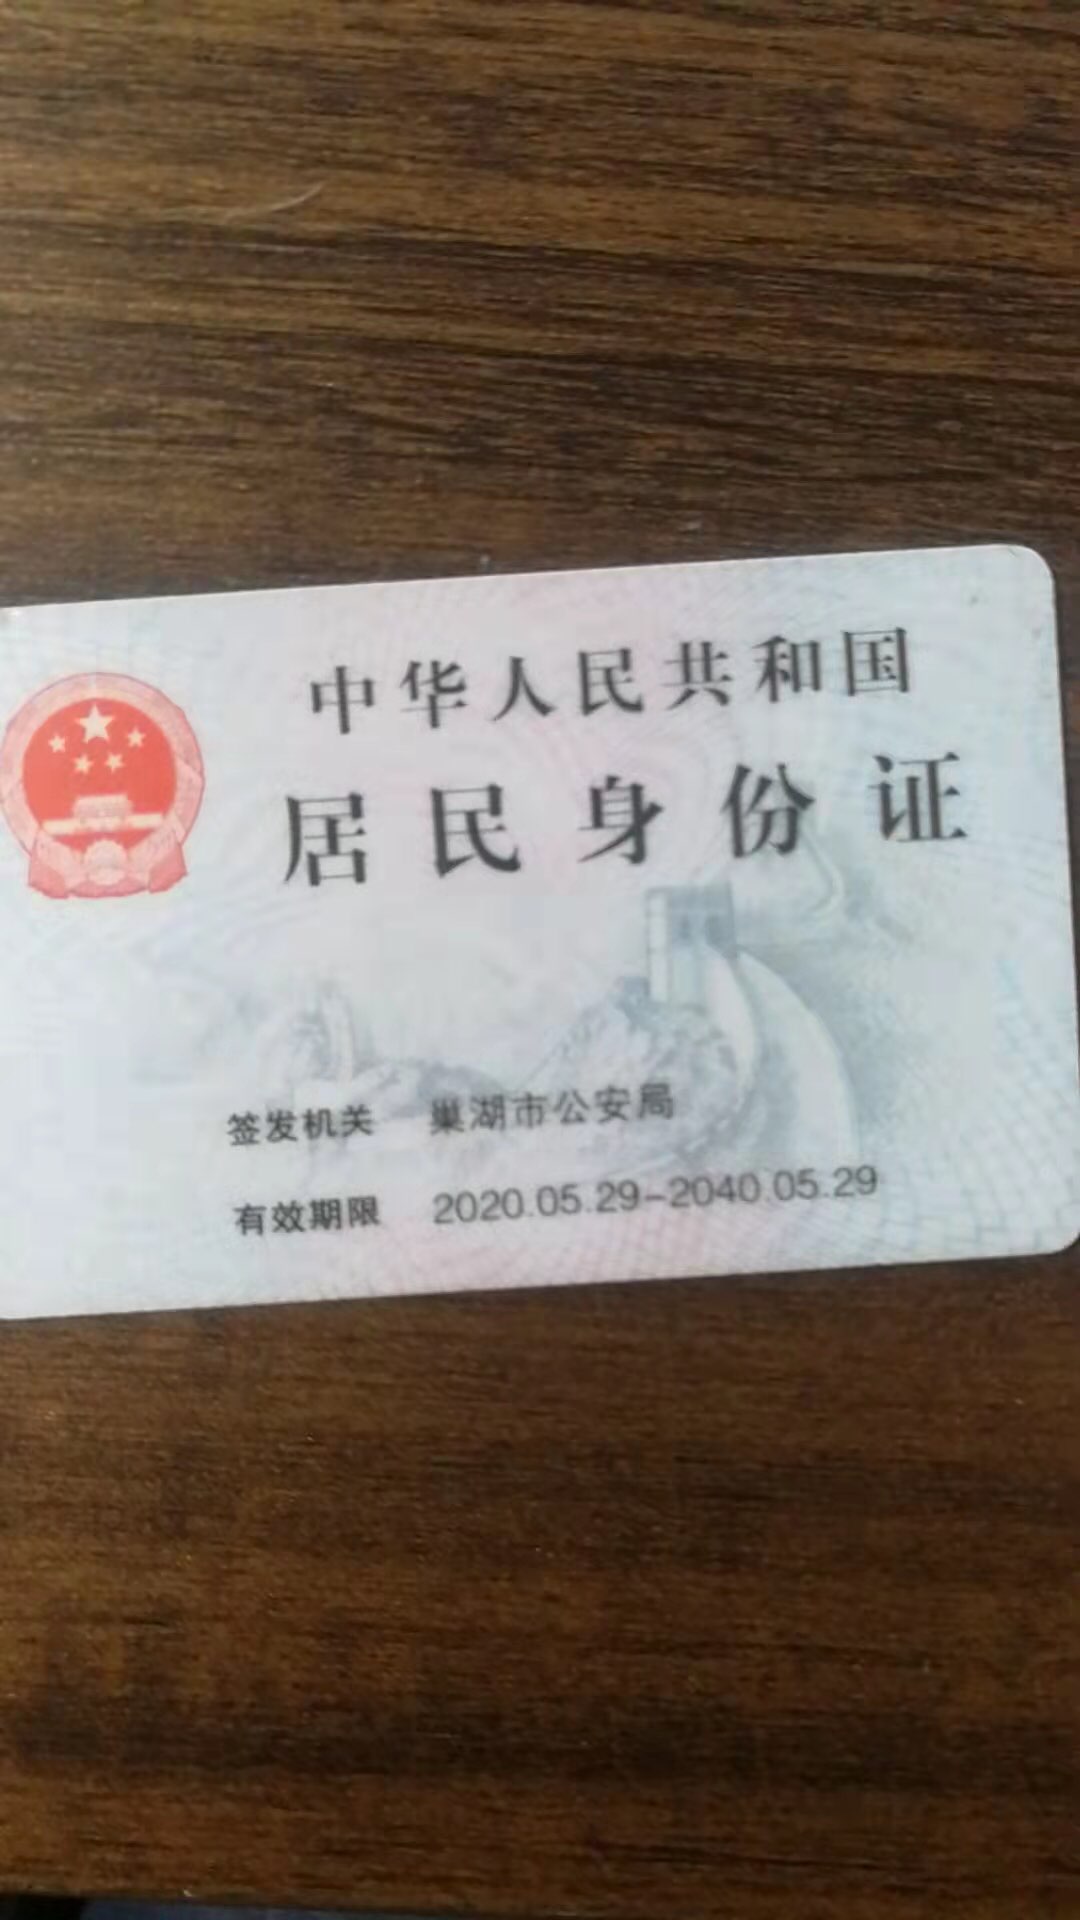 中华人民共和国
居民身份证
签发机关 巢湖市公安局
有效期限 2020.05.29-2040.05.29